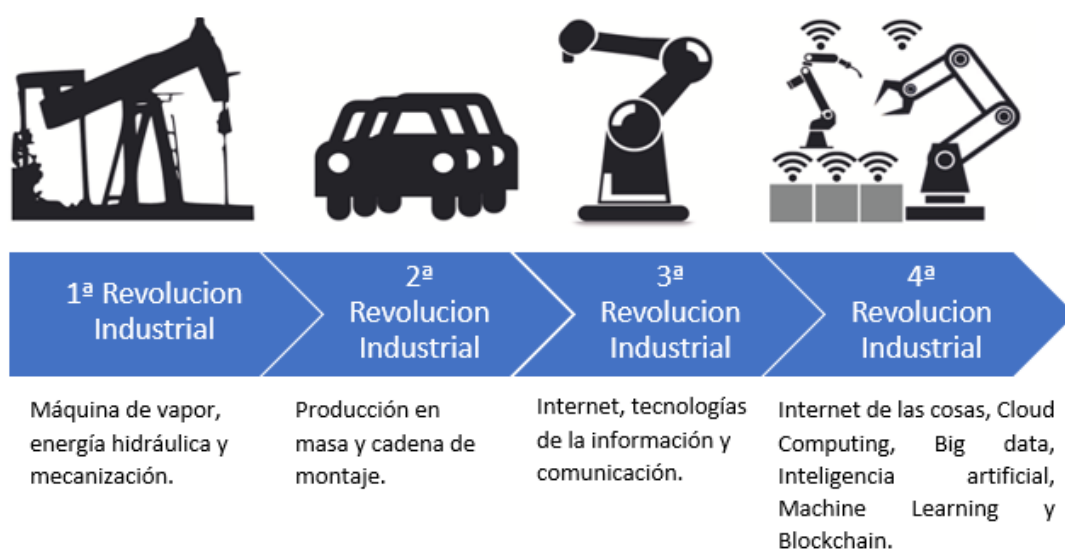 1ª Revolucion
Industrial
2ª
Revolucion
Industrial
3ª
Revolucion
Industrial
4ª
Revolucion
Industrial
Máquina de vapor,
energía hidráulica y
mecanización.
Producción en
masa y cadena de
montaje.
Internet, tecnologías
de la información y
comunicación.
Internet de las cosas, Cloud
Computing, Big data,
Inteligencia artificial,
Machine Learning y
Blockchain.